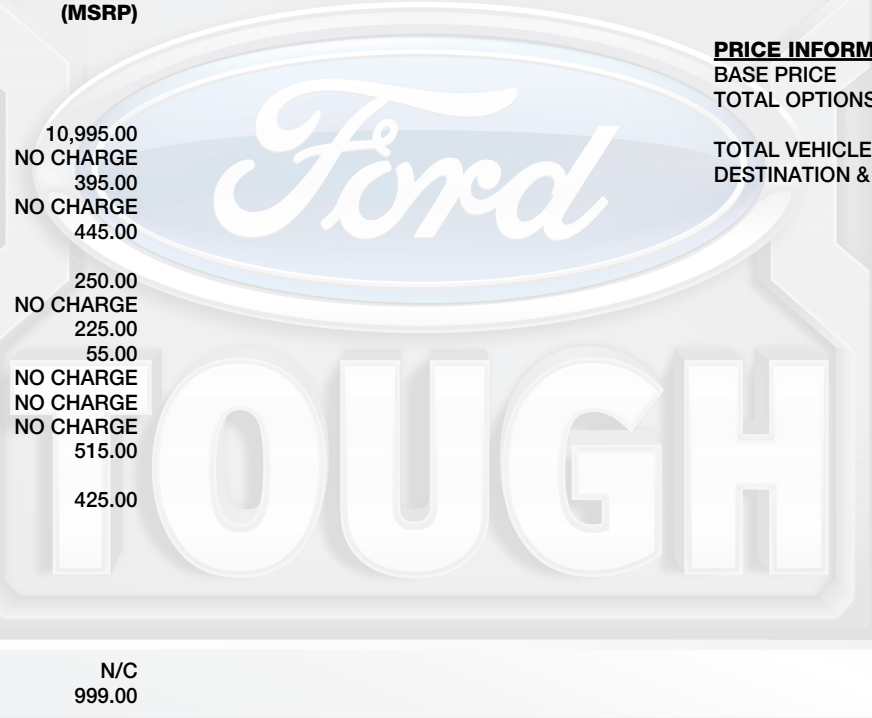 (MSRP)
10,995.00
NO CHARGE
395.00
NO CHARGE
445.00
250.00
NO CHARGE
225.00
55.00
NO CHARGE
NO CHARGE
NO CHARGE
515.00
425.00
N/C
999.00
PRICE INFORM
BASE PRICE
TOTAL OPTIONS
TOTAL VEHICLE
DESTINATION &
Ford
TOUGH